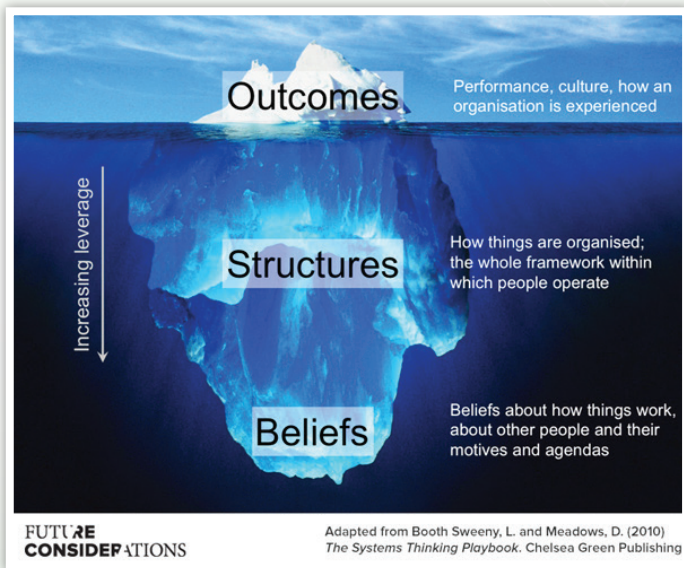 Outcomes
Performance, culture, how an
organisation is experienced
Increasing leverage
Structures
How things are organised;
the whole framework within
which people operate
Beliefs
Beliefs about how things work,
about other people and their
motives and agendas
FUTURE
CONSIDERATIONS
Adapted from Booth Sweeny, L. and Meadows, D. (2010)
The Systems Thinking Playbook. Chelsea Green Publishing